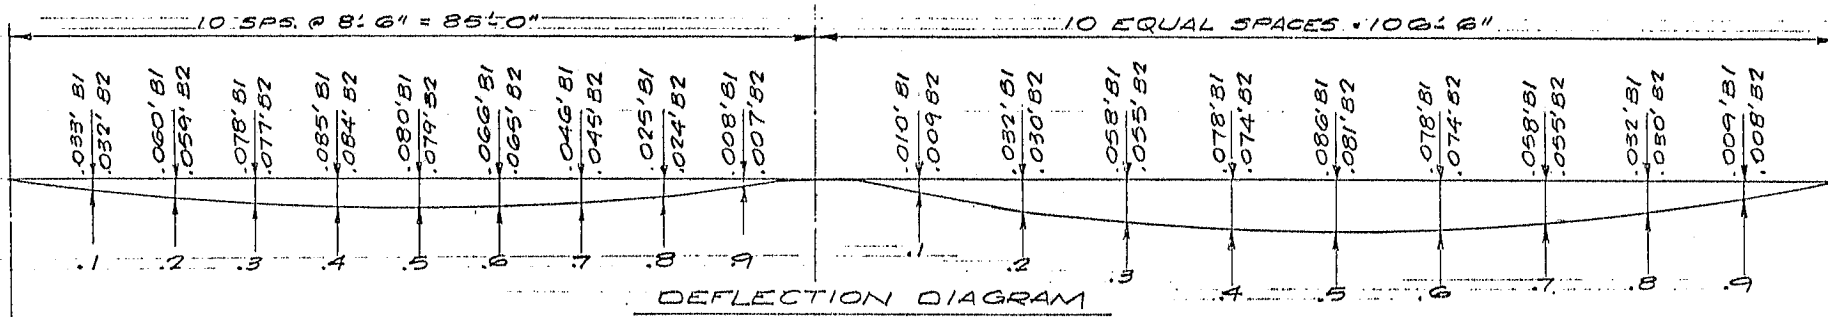 10 SPS. @ 8'-6" = 85'-0"
10 EQUAL SPACES = 106'-6"
.033' B1
.032' B2
.060' B1
.059' B2
.078' B1
.077' B2
.085' B1
.084' B2
.080' B1
.079' B2
.066' B1
.065' B2
.046' B1
.045' B2
.025' B1
.024' B2
.008' B1
.007' B2
.010' B1
.009' B2
.032' B1
.030' B2
.058' B1
.055' B2
.078' B1
.074' B2
.086' B1
.081' B2
.078' B1
.074' B2
.058' B1
.055' B2
.032' B1
.030' B2
.009' B1
.008' B2
.1 .2 .3 .4 .5 .6 .7 .8 .9
.1 .2 .3 .4 .5 .6 .7 .8 .9
DEFLECTION DIAGRAM